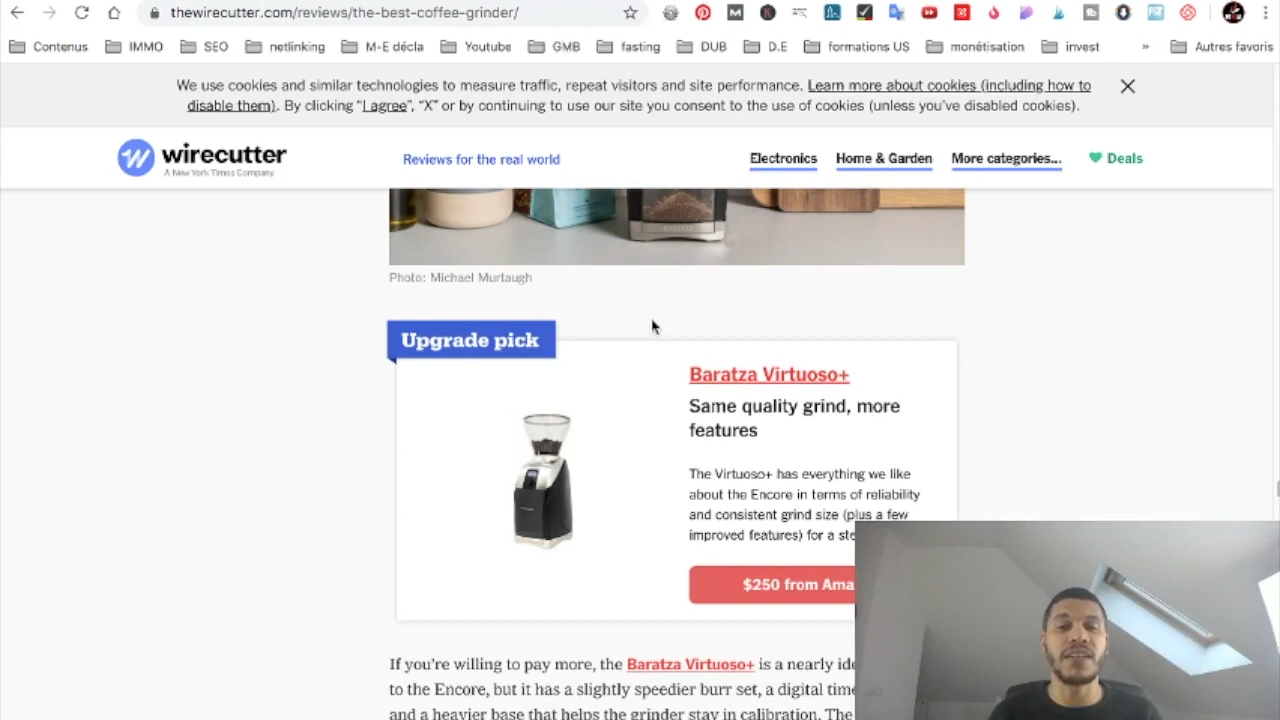 thewirecutter.com/reviews/the-best-coffee-grinder/
Contenus IMMO SEO netlinking M-E décla Youtube GMB fasting DUB D.E formations US monétisation invest » Autres favoris
We use cookies and similar technologies to measure traffic, repeat visitors and site performance. Learn more about cookies (including how to
disable them). By clicking “I agree”, “X” or by continuing to use our site you consent to the use of cookies (unless you’ve disabled cookies).
wirecutter
A New York Times Company
Reviews for the real world
Electronics Home & Garden More categories... Deals
Photo: Michael Murtaugh
Upgrade pick
Baratza Virtuoso+
Same quality grind, more
features
The Virtuoso+ has everything we like
about the Encore in terms of reliability
and consistent grind size (plus a few
improved features) for a
$250 from
If you’re willing to pay more, the Baratza Virtuoso+ is a nearly
to the Encore, but it has a slightly speedier burr set, a digital
and a heavier base that helps the grinder stay in calibration. The